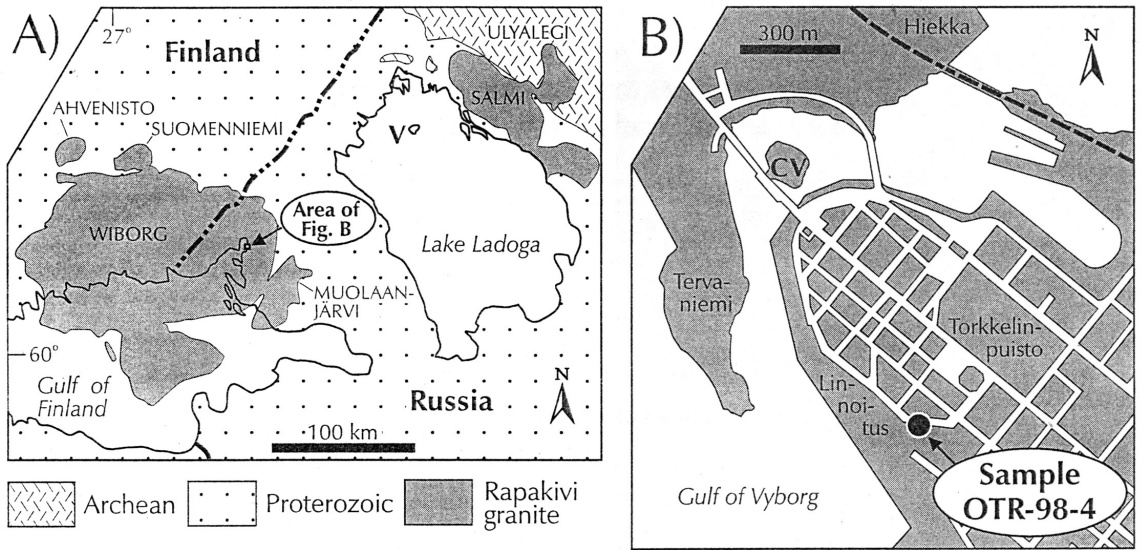 A)
27°
Finland
ULYALEGI
AHVENISTO
SUOMENNIEMI
SALMI
V
WIBORG
Area of
Fig. B
Lake Ladoga
MUOLAAN-
JÄRVI
60°
Gulf of
Finland
N
Russia
100 km
Archean
Proterozoic
Rapakivi
granite
B)
300 m
Hiekka
N
CV
Terva-
niemi
Torkkelin-
puisto
Lin-
noi-
tus
Gulf of Vyborg
Sample
OTR-98-4